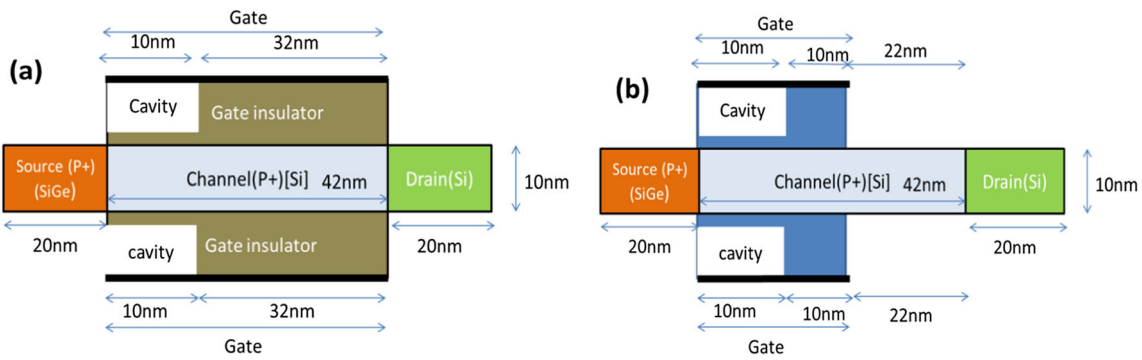 Gate
10nm
32nm
(a)
Cavity
Gate insulator
Source (P+)
(SiGe)
Channel(P+)[Si]
42nm
Drain(Si)
10nm
20nm
cavity
Gate insulator
20nm
10nm
32nm
Gate
Gate
10nm
10nm
22nm
(b)
Cavity
Source (P+)
(SiGe)
Channel(P+)[Si]
42nm
Drain(Si)
10nm
20nm
cavity
20nm
10nm
10nm
22nm
Gate